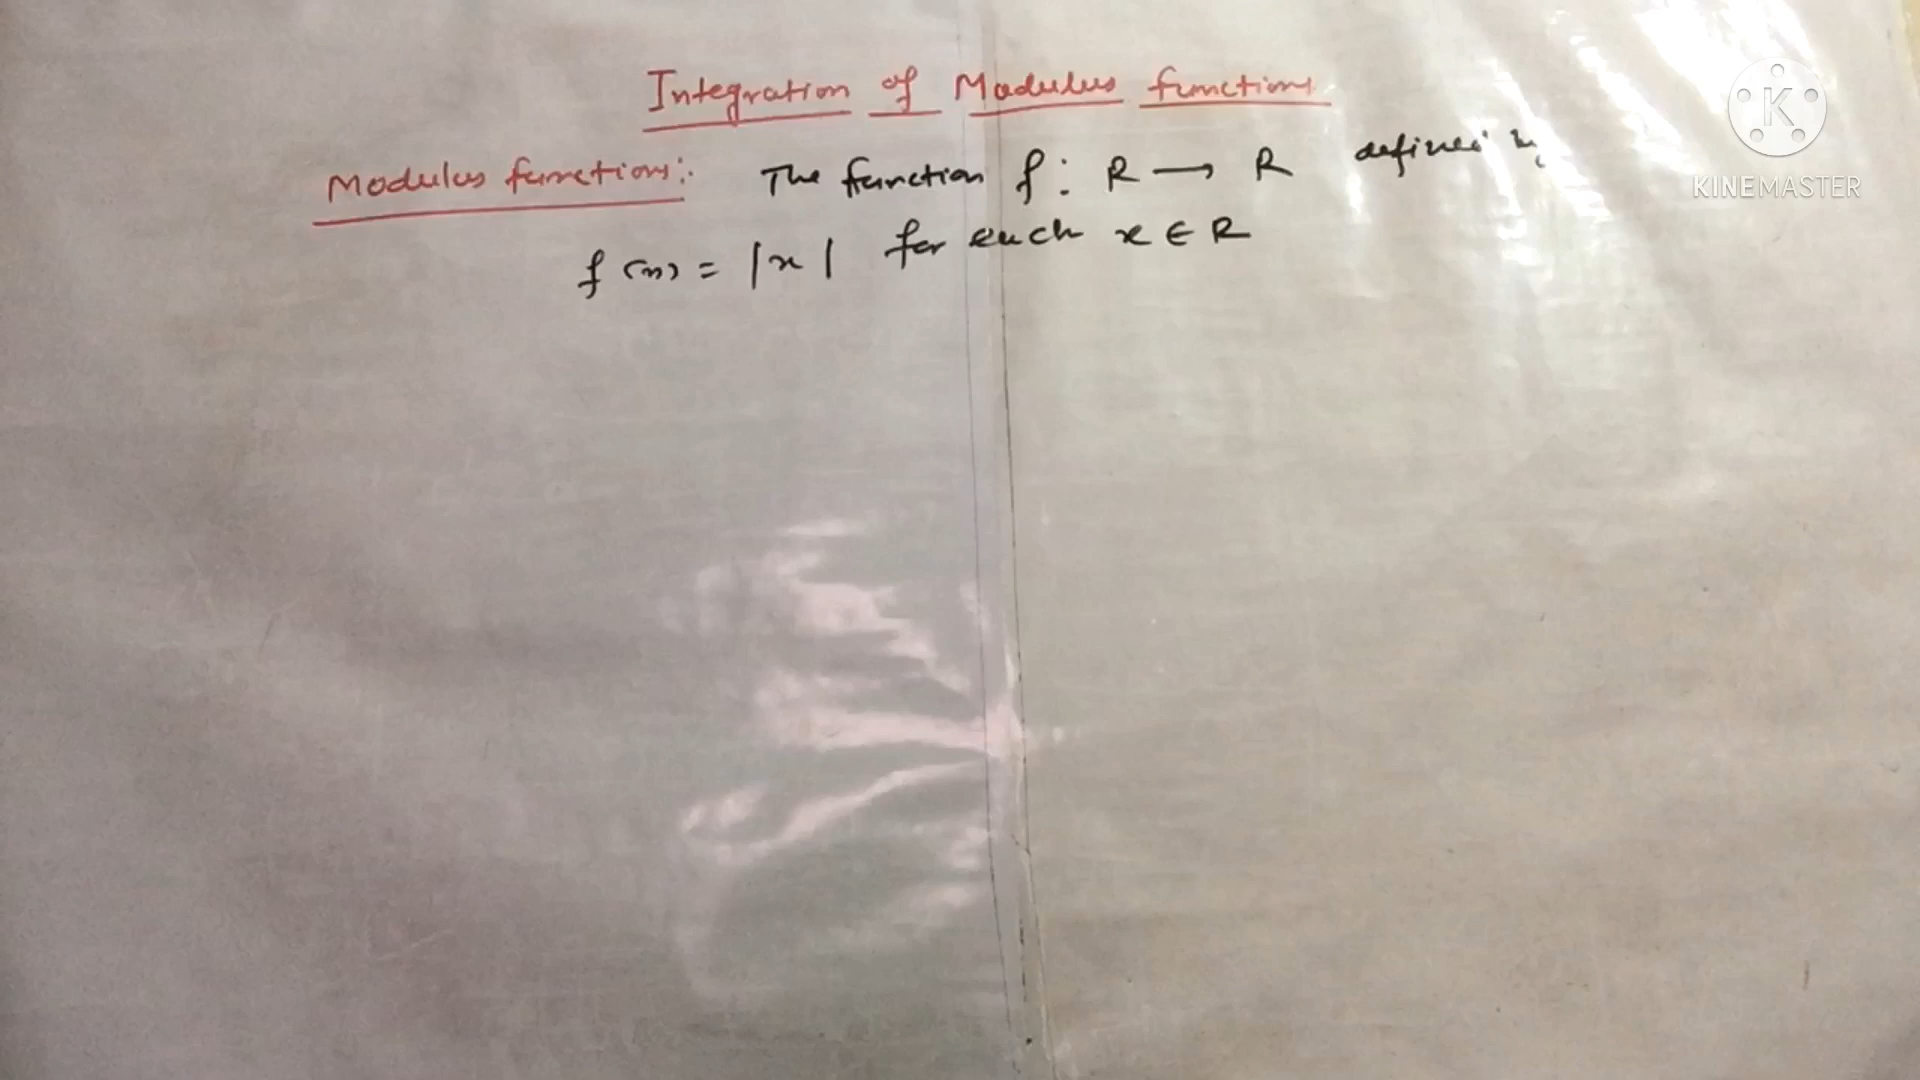 Integration of Modulus functions
Modulus functions:. The function f: R → R defined by
f(x) = |x| for each x ∈ R
K
KINEMASTER